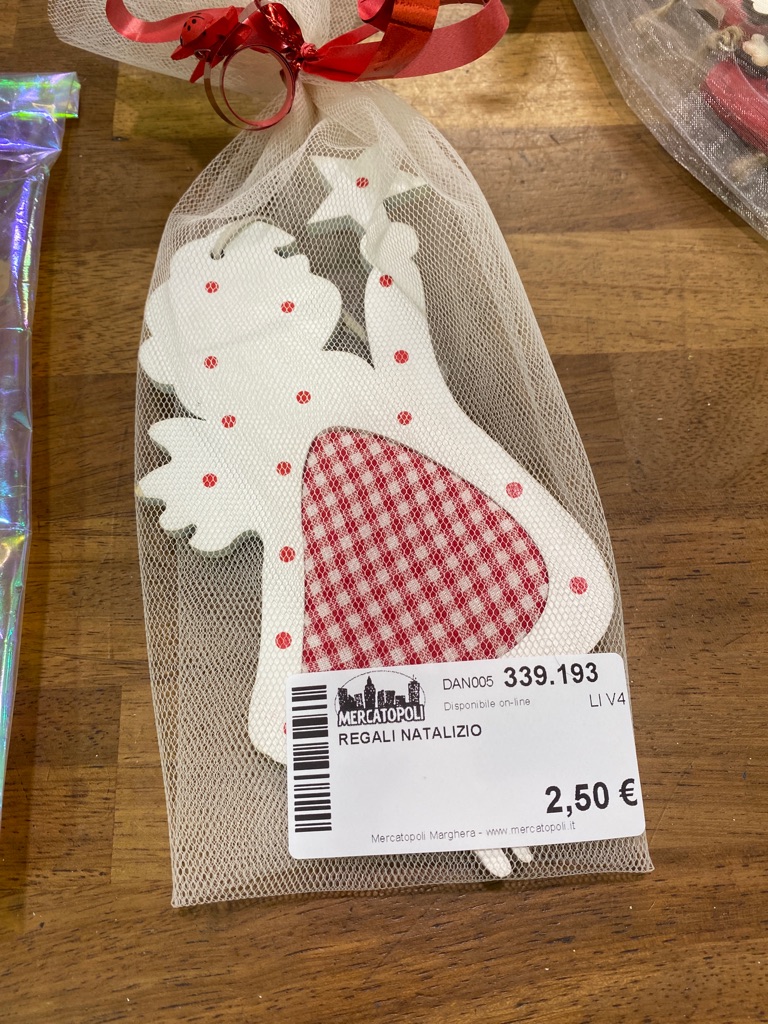 MERCATOPOLI
DAN005 339.193
Disponibile on-line
LI V4
REGALI NATALIZIO
2,50 €
Mercatopoli Marghera - www.mercatopoli.it